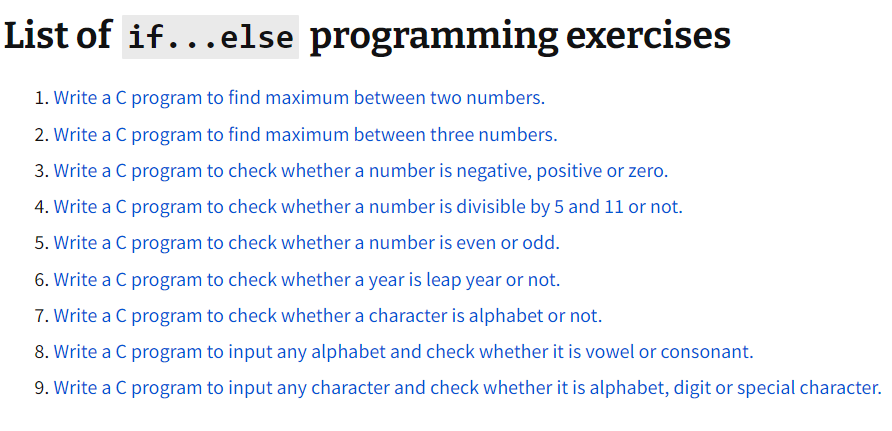 List of if...else programming exercises
1. Write a C program to find maximum between two numbers.
2. Write a C program to find maximum between three numbers.
3. Write a C program to check whether a number is negative, positive or zero.
4. Write a C program to check whether a number is divisible by 5 and 11 or not.
5. Write a C program to check whether a number is even or odd.
6. Write a C program to check whether a year is leap year or not.
7. Write a C program to check whether a character is alphabet or not.
8. Write a C program to input any alphabet and check whether it is vowel or consonant.
9. Write a C program to input any character and check whether it is alphabet, digit or special character.